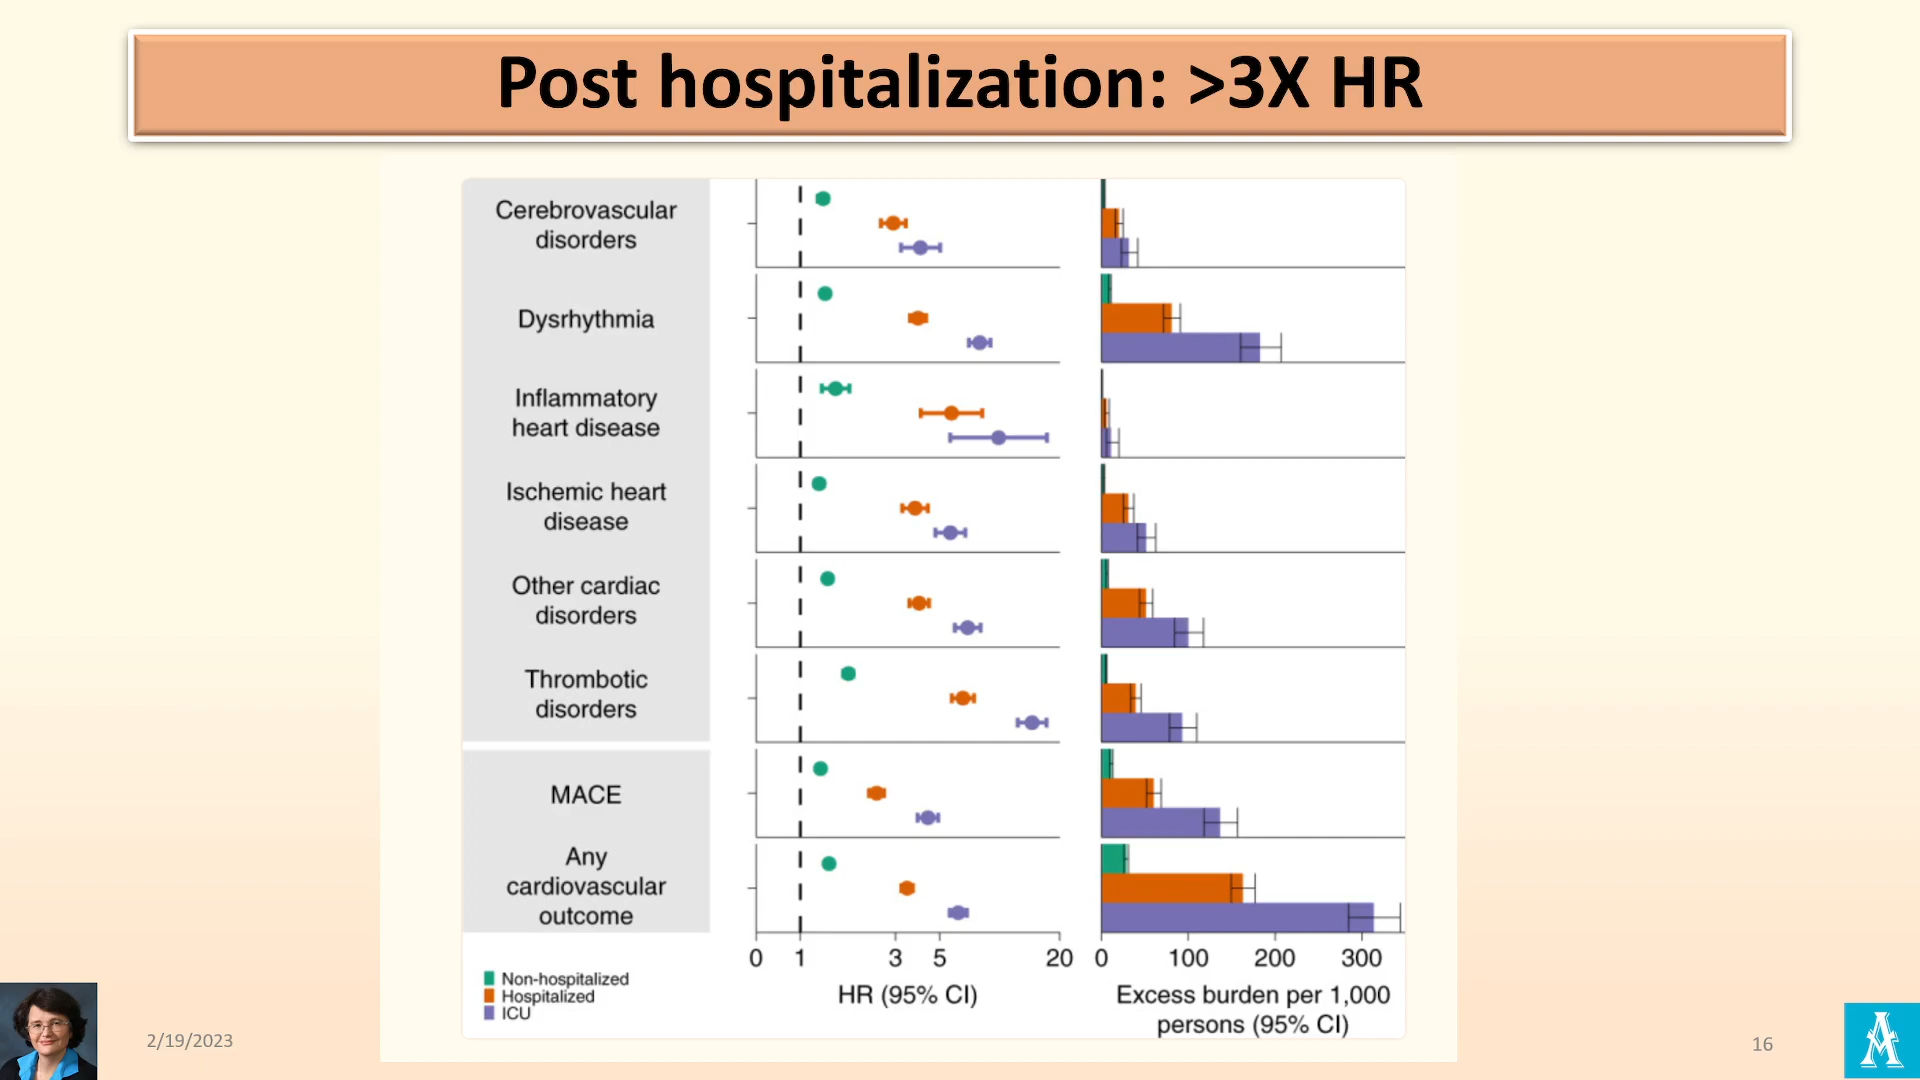 Post hospitalization: >3X HR
Cerebrovascular
disorders
Dysrhythmia
Inflammatory
heart disease
Ischemic heart
disease
Other cardiac
disorders
Thrombotic
disorders
MACE
Any
cardiovascular
outcome
0 1 3 5 20
HR (95% CI)
0 100 200 300
Excess burden per 1,000
persons (95% CI)
Non-hospitalized
Hospitalized
ICU
2/19/2023
16
A